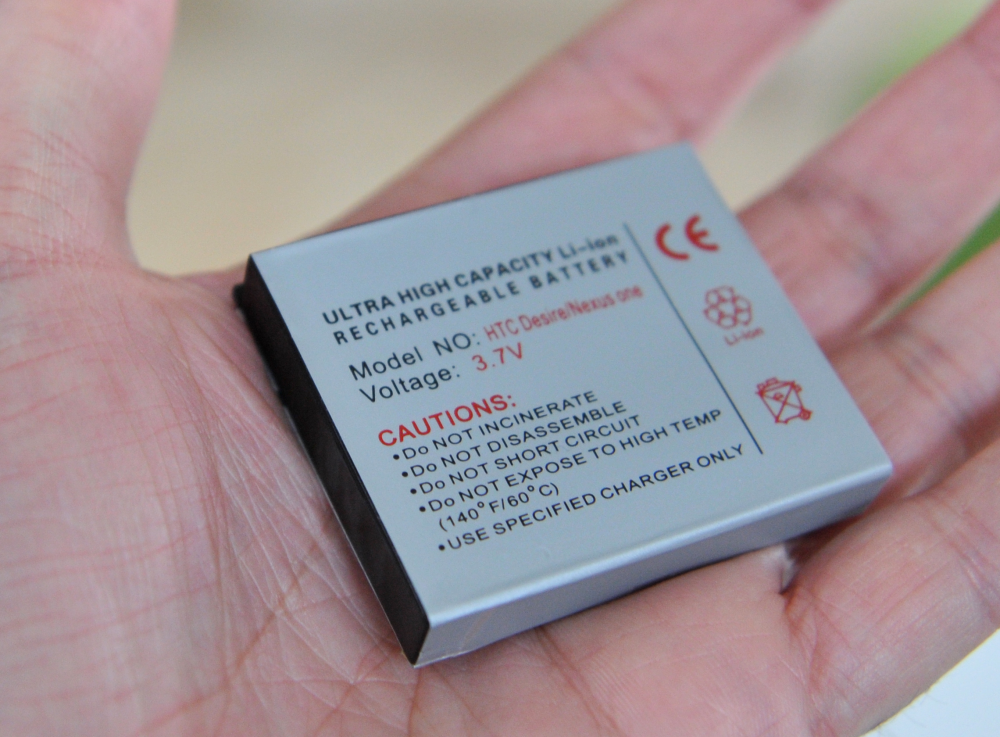 ULTRA HIGH CAPACITY Li-ion
RECHARGEABLE BATTERY
Model NO: HTC Desire/Nexus one
Voltage: 3.7V
CAUTIONS:
•Do NOT INCINERATE
•Do NOT DISASSEMBLE
•Do NOT SHORT CIRCUIT
•Do NOT EXPOSE TO HIGH TEMP
(140°F/60°C)
•USE SPECIFIED CHARGER ONLY
CE
Li-ion